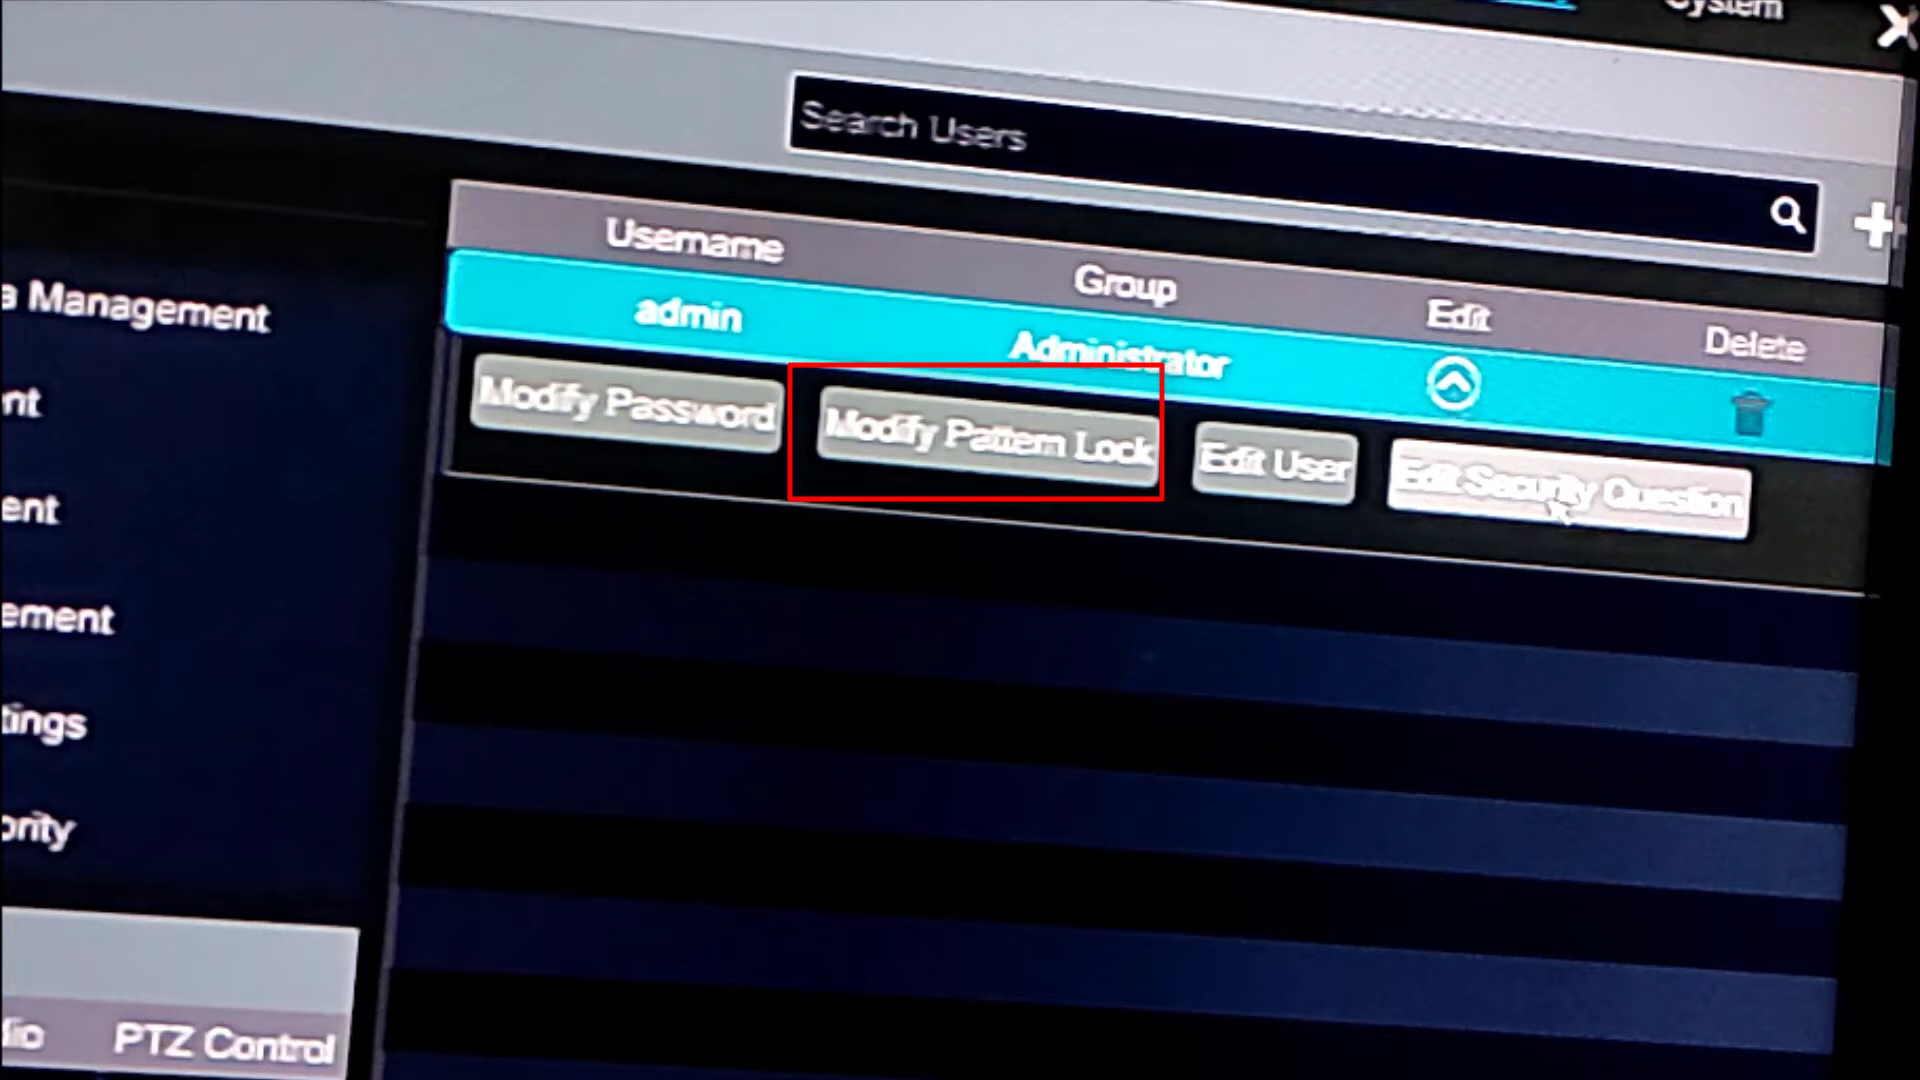 System
Search Users
Username Group Edit Delete
admin Administrator
Modify Password Modify Pattern Lock Edit User Edit Security Question
a Management
nt
ent
ement
tings
ority
dio PTZ Control